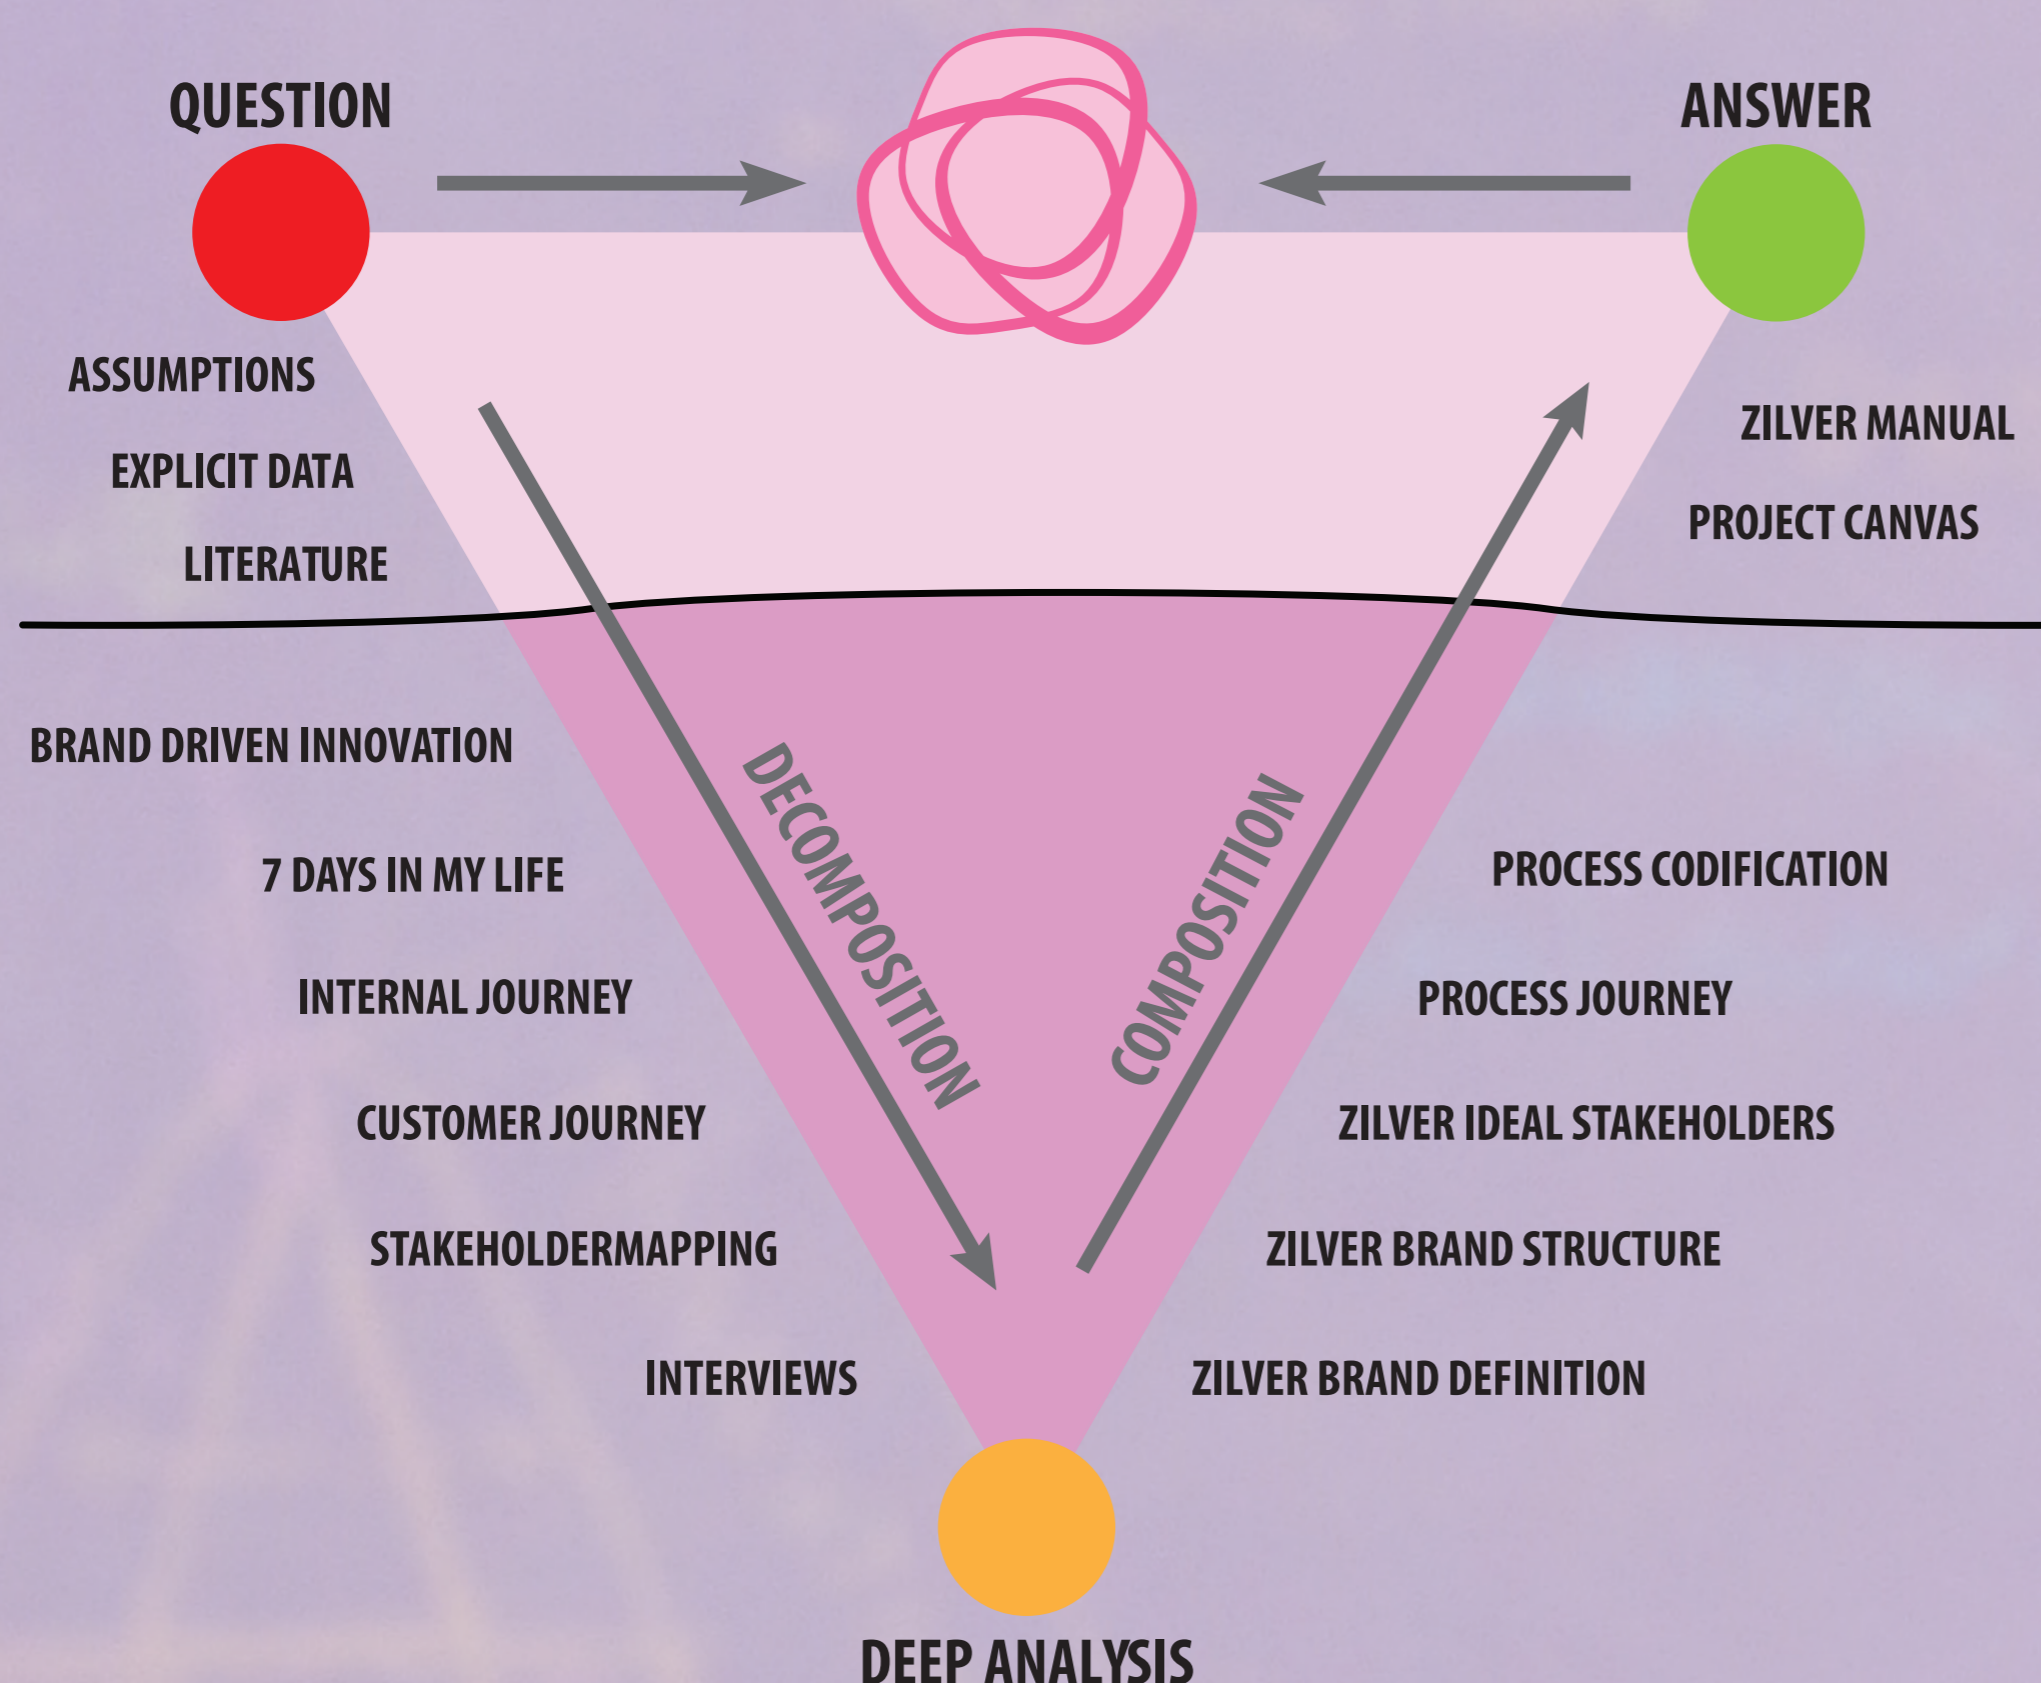 QUESTION
ANSWER
ASSUMPTIONS
EXPLICIT DATA
LITERATURE
ZILVER MANUAL
PROJECT CANVAS
BRAND DRIVEN INNOVATION
7 DAYS IN MY LIFE
INTERNAL JOURNEY
CUSTOMER JOURNEY
STAKEHOLDERMAPPING
INTERVIEWS
DECOMPOSITION
COMPOSITION
PROCESS CODIFICATION
PROCESS JOURNEY
ZILVER IDEAL STAKEHOLDERS
ZILVER BRAND STRUCTURE
ZILVER BRAND DEFINITION
DEEP ANALYSIS